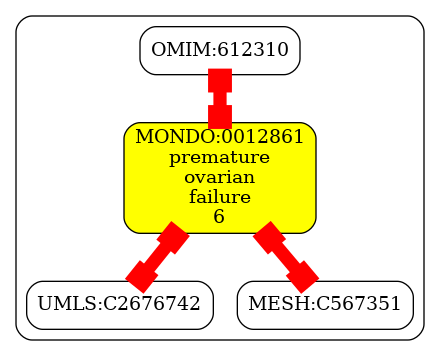 OMIM:612310
MONDO:0012861
premature
ovarian
failure
6
UMLS:C2676742
MESH:C567351